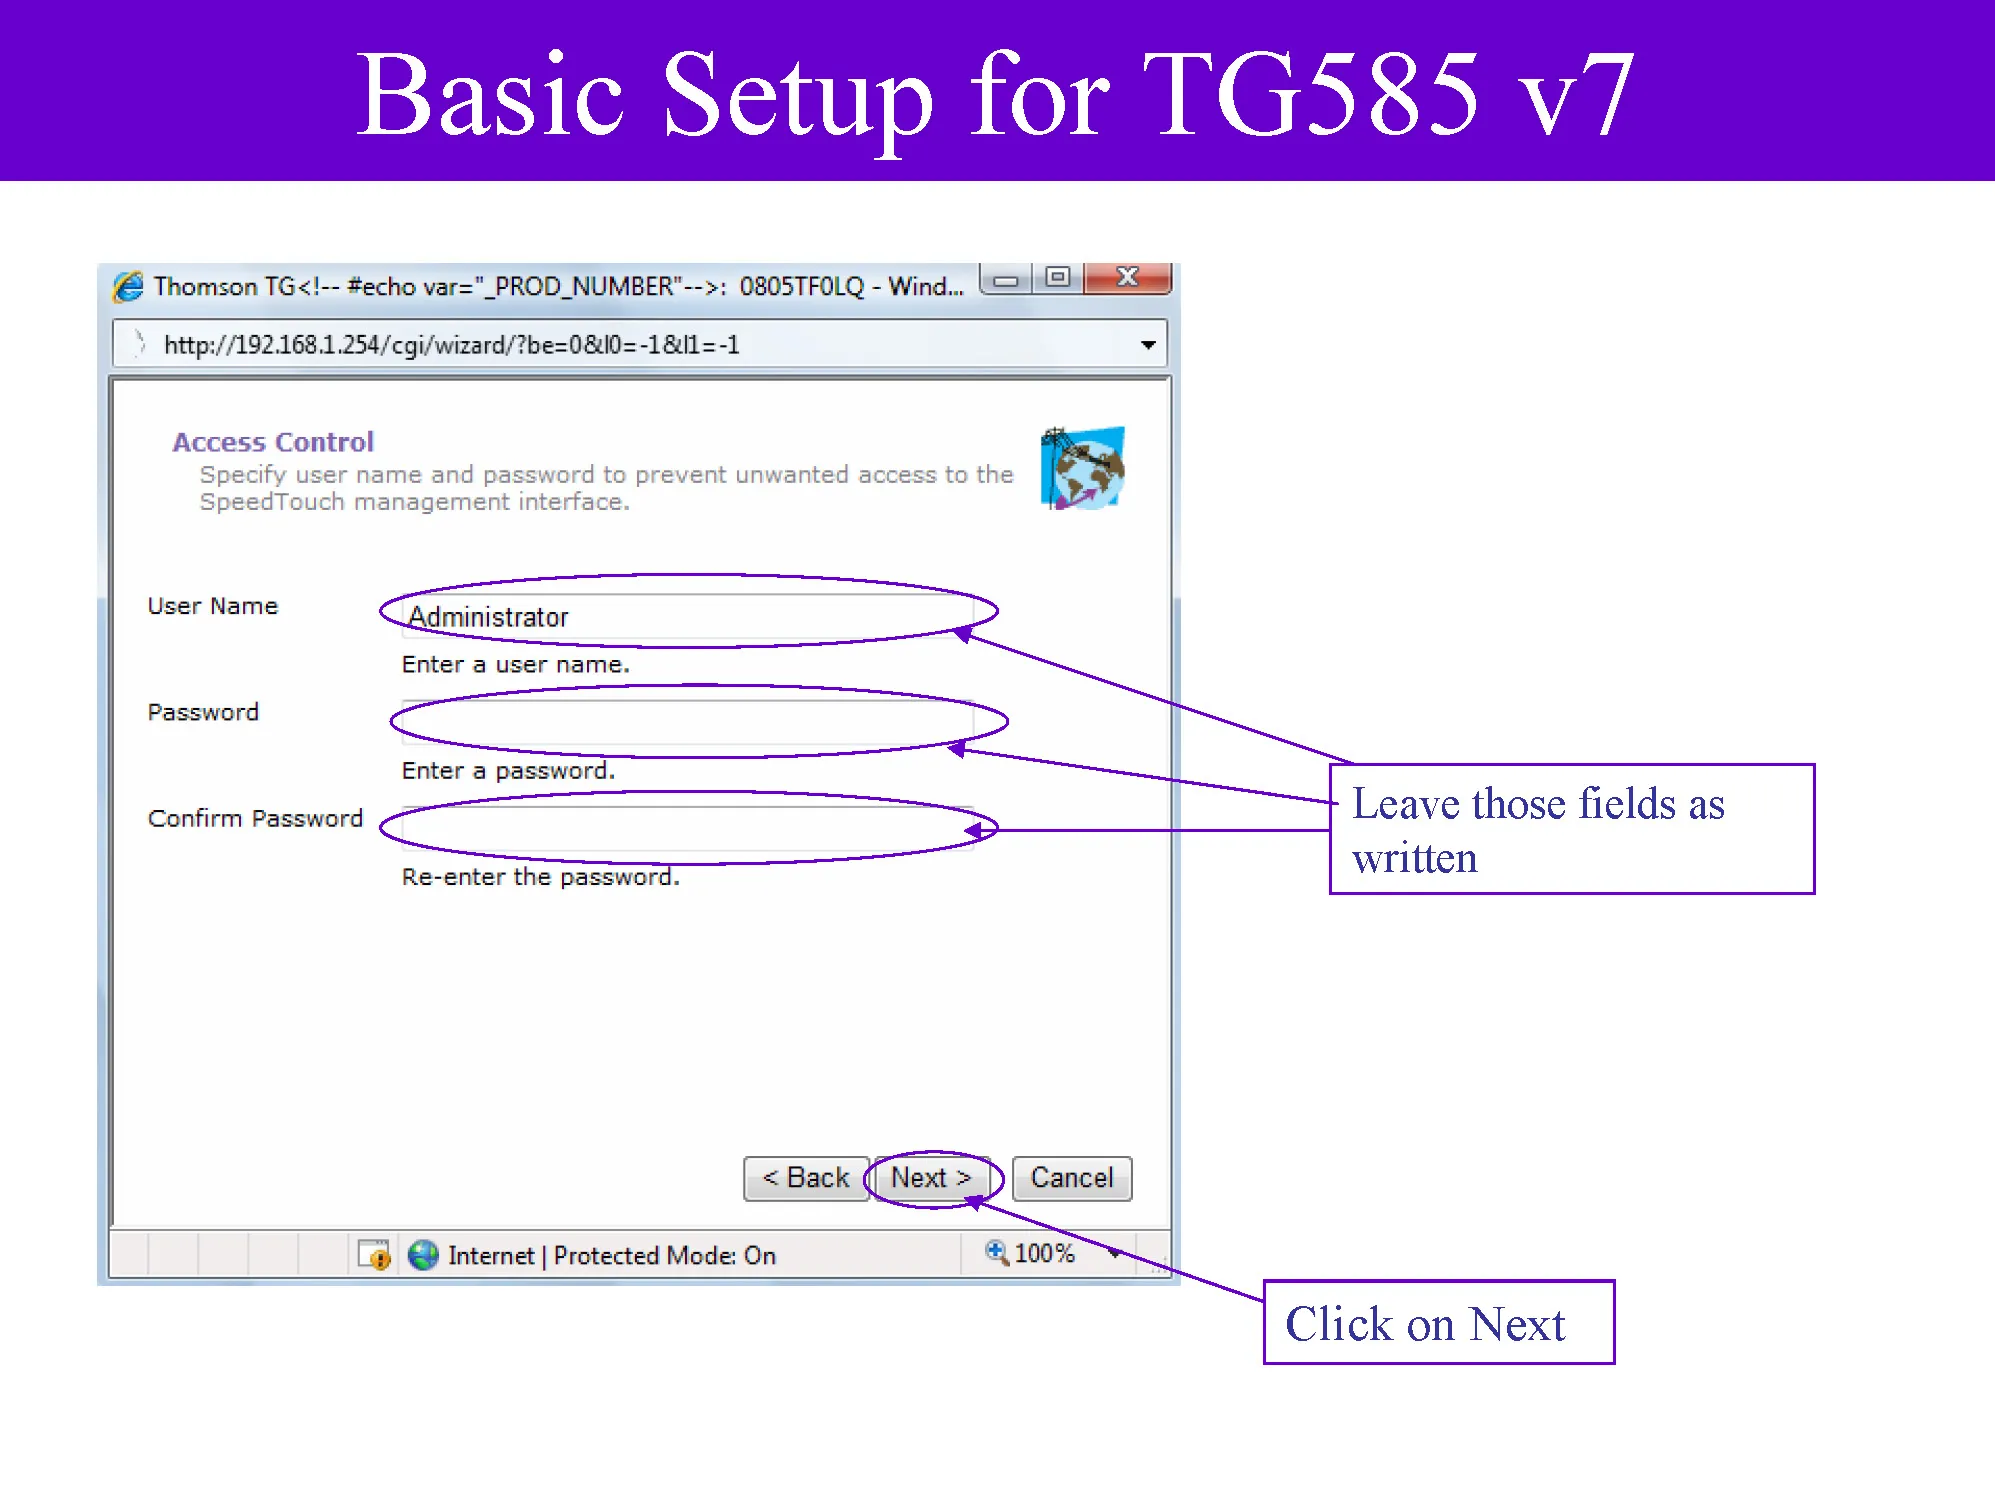 Basic Setup for TG585 v7
Thomson TG<!-- #echo var="_PROD_NUMBER"-->: 0805TF0LQ - Wind...
http://192.168.1.254/cgi/wizard/?be=0&l0=-1&l1=-1
Access Control
Specify user name and password to prevent unwanted access to the
SpeedTouch management interface.
User Name
Administrator
Enter a user name.
Password
Enter a password.
Confirm Password
Re-enter the password.
Leave those fields as
written
< Back
Next >
Cancel
Internet | Protected Mode: On
100%
Click on Next